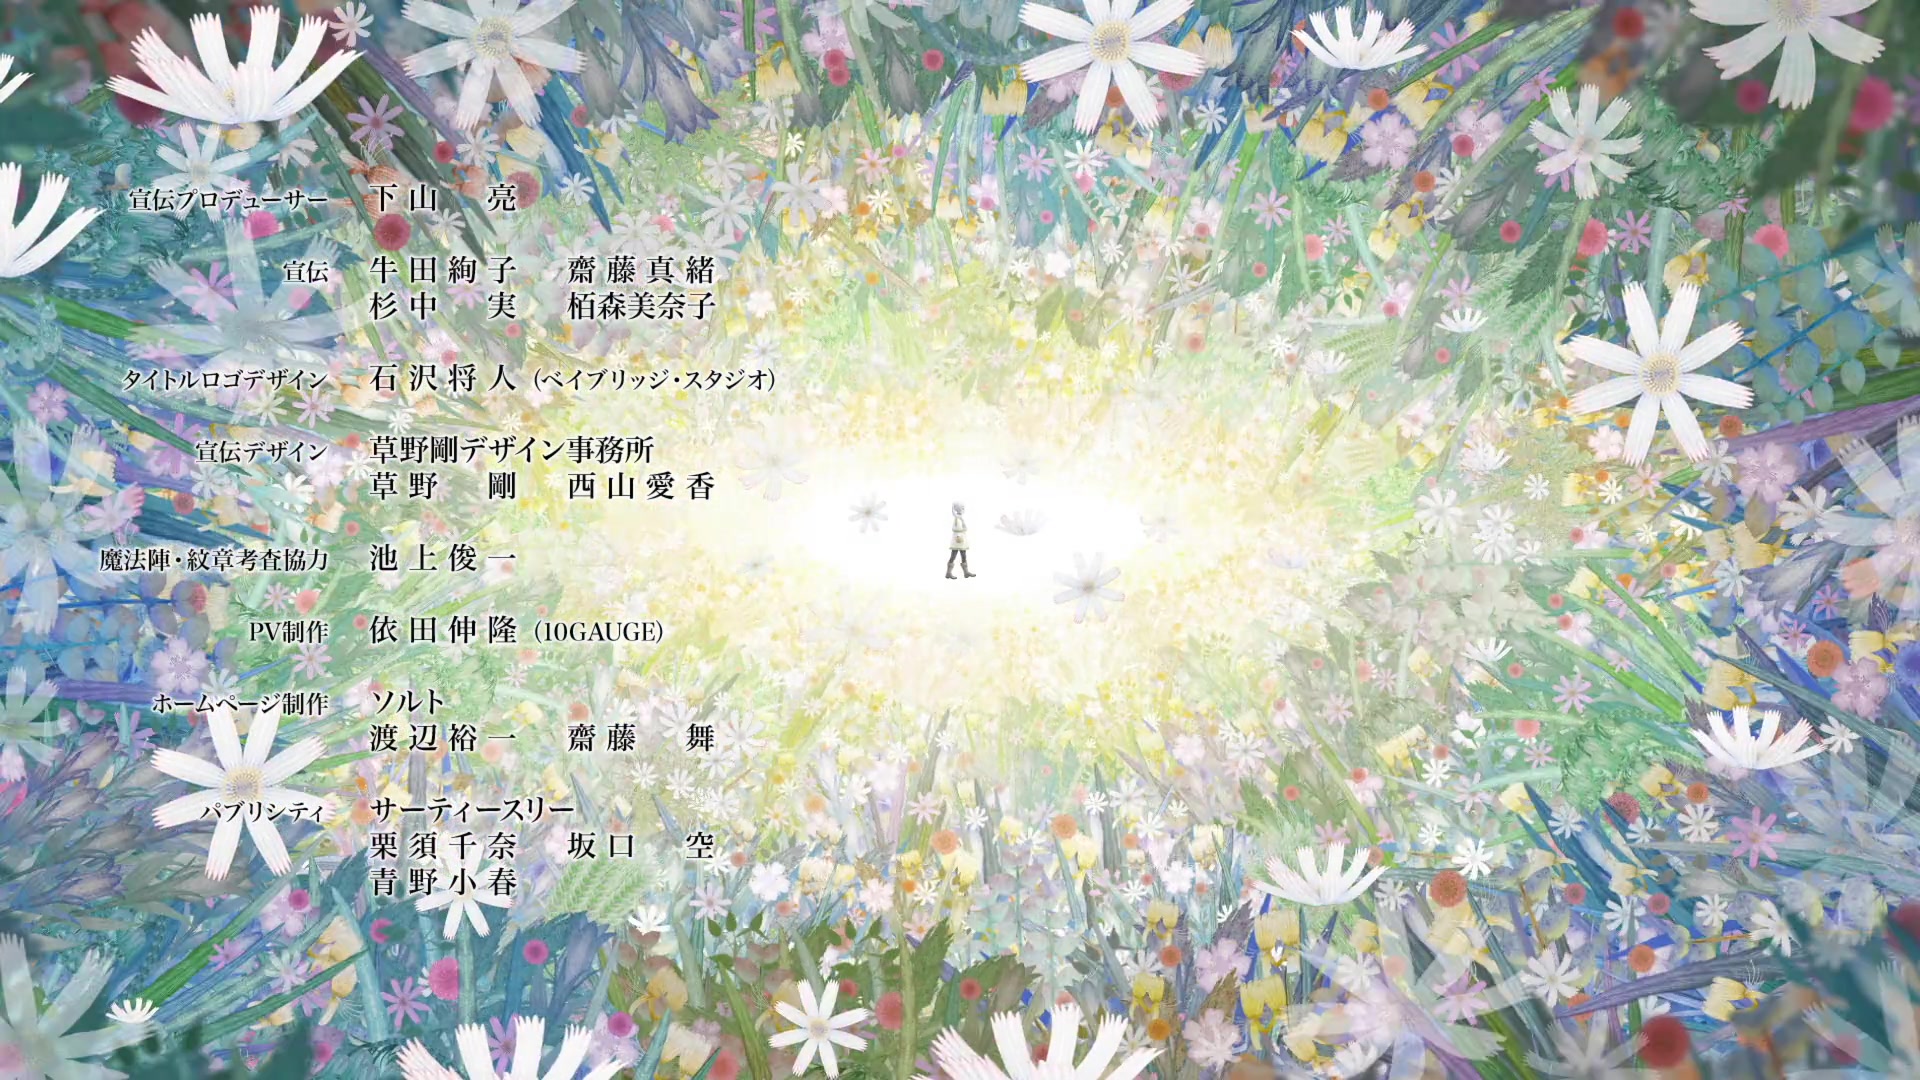 宣伝プロデューサー 下山 亮
宣伝 牛田絢子 齋藤真緒
杉中 実 栢森美奈子
タイトルロゴデザイン 石沢将人（ベイブリッジ・スタジオ）
宣伝デザイン 草野剛デザイン事務所
草野 剛 西山愛香
魔法陣・紋章考査協力 池上俊一
PV制作 依田伸隆（10GAUGE）
ホームページ制作 ソルト
渡辺裕一 齋藤 舞
パブリシティ サーティースリー
栗須千奈 坂口 空
青野小春